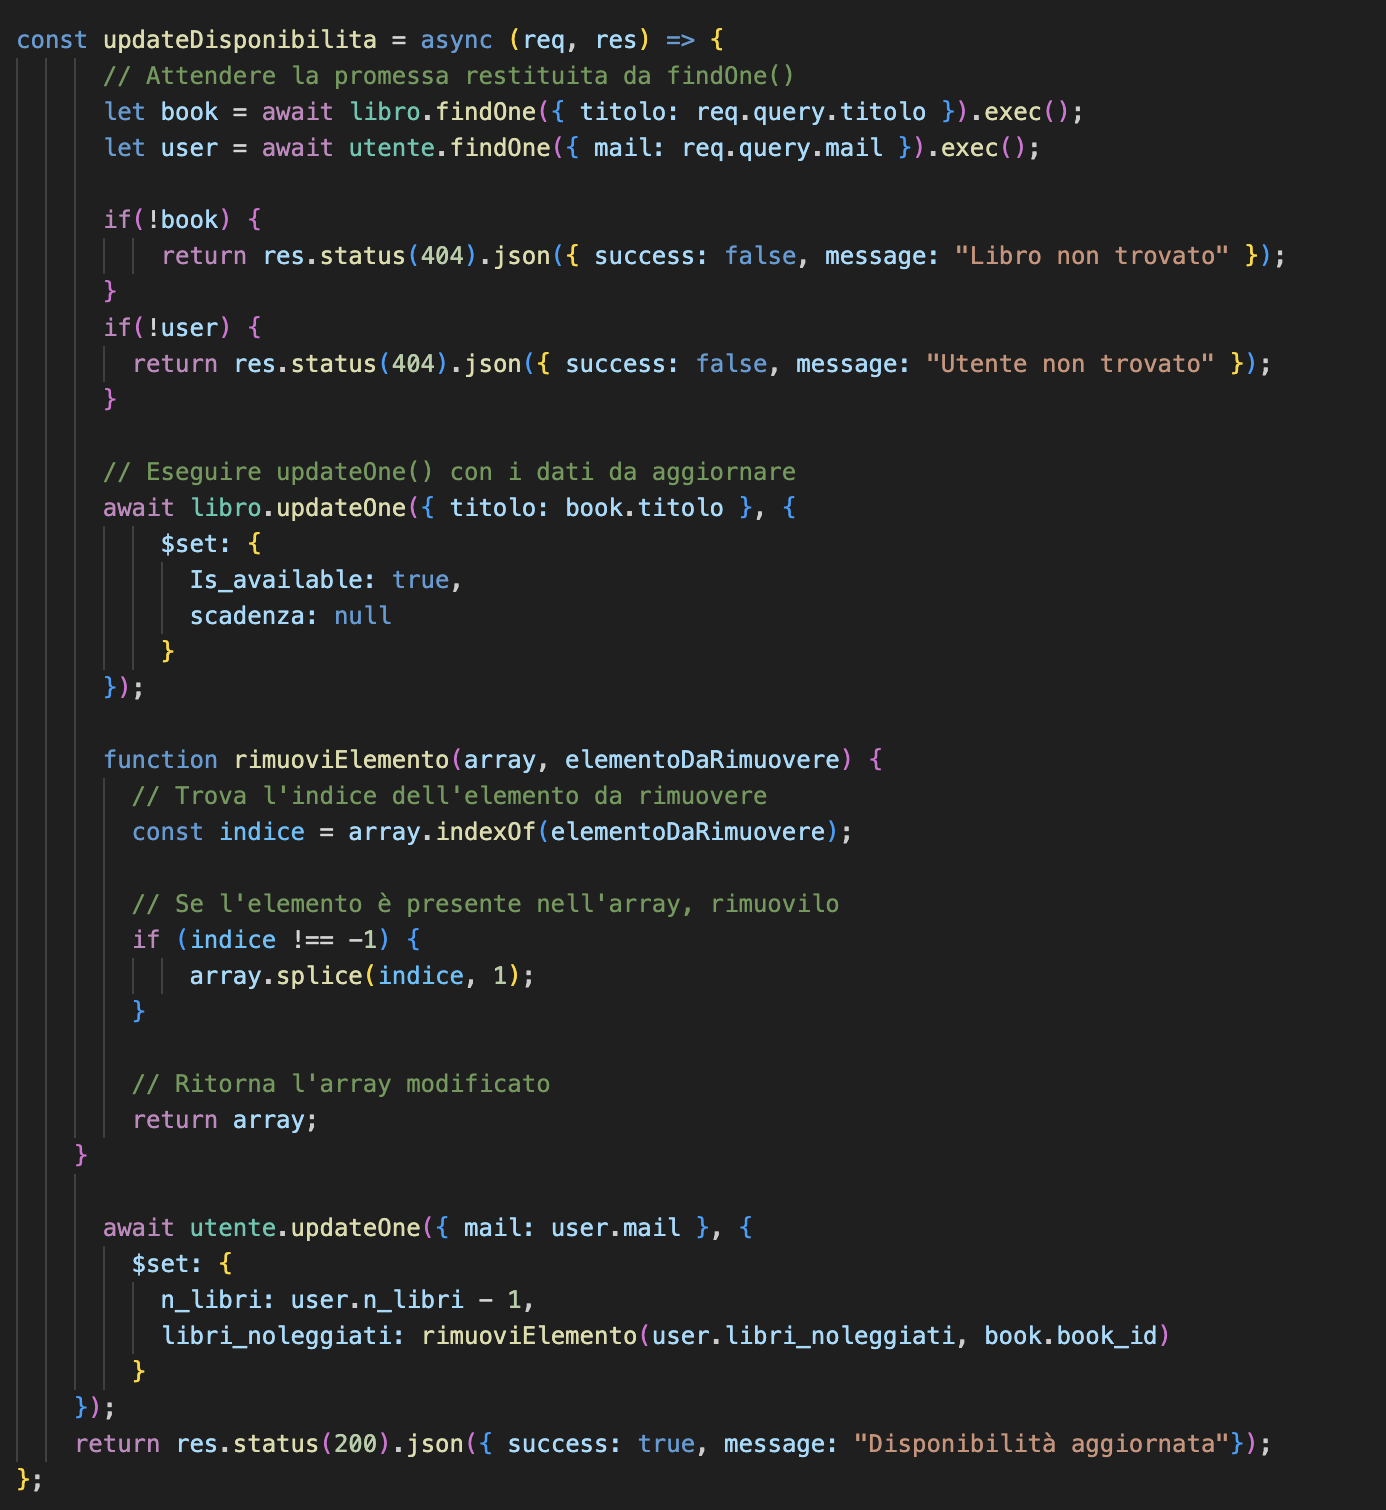 const updateDisponibilita = async (req, res) => {
// Attendere la promessa restituita da findOne()
let book = await libro.findOne({ titolo: req.query.titolo }).exec();
let user = await utente.findOne({ mail: req.query.mail }).exec();
if(!book) {
return res.status(404).json({ success: false, message: "Libro non trovato" });
}
if(!user) {
return res.status(404).json({ success: false, message: "Utente non trovato" });
}
// Eseguire updateOne() con i dati da aggiornare
await libro.updateOne({ titolo: book.titolo }, {
$set: {
Is_available: true,
scadenza: null
}
});
function rimuoviElemento(array, elementoDaRimuovere) {
// Trova l'indice dell'elemento da rimuovere
const indice = array.indexOf(elementoDaRimuovere);
// Se l'elemento è presente nell'array, rimuovilo
if (indice !== -1) {
array.splice(indice, 1);
}
// Ritorna l'array modificato
return array;
}
await utente.updateOne({ mail: user.mail }, {
$set: {
n_libri: user.n_libri - 1,
libri_noleggiati: rimuoviElemento(user.libri_noleggiati, book.book_id)
}
});
return res.status(200).json({ success: true, message: "Disponibilità aggiornata"});
};